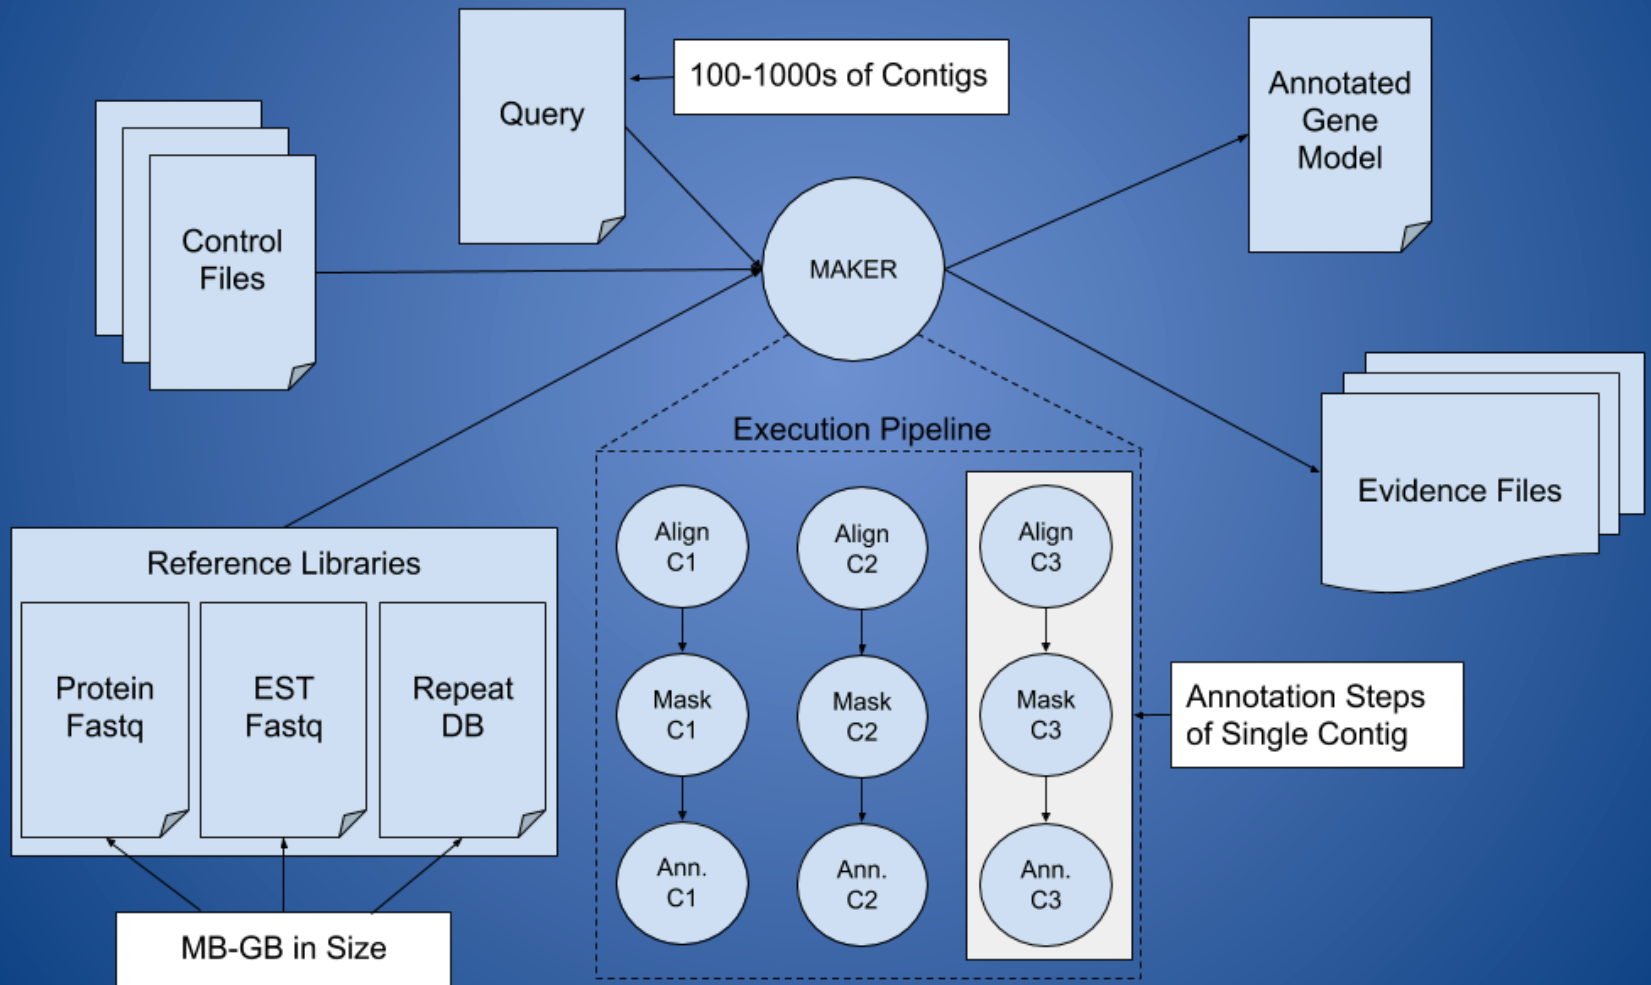 Query
100-1000s of Contigs
Annotated
Gene
Model
Control
Files
MAKER
Execution Pipeline
Evidence Files
Reference Libraries
Protein
Fastq
EST
Fastq
Repeat
DB
MB-GB in Size
Align
C1
Align
C2
Align
C3
Mask
C1
Mask
C2
Mask
C3
Ann.
C1
Ann.
C2
Ann.
C3
Annotation Steps
of Single Contig